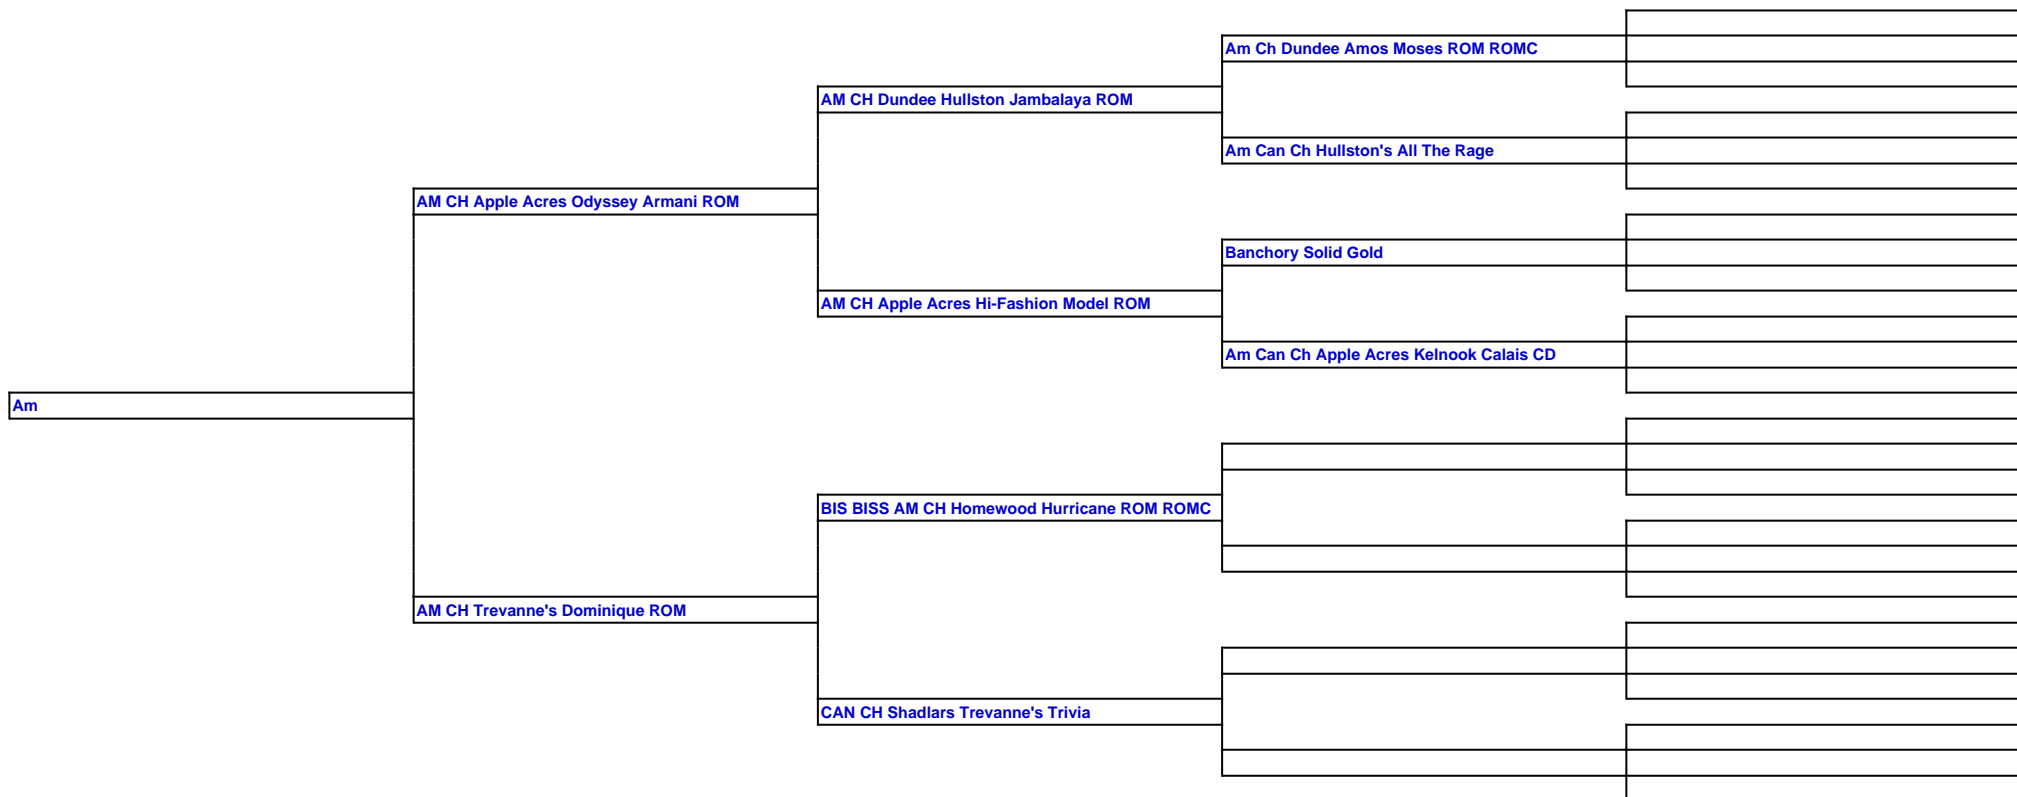 Am Ch Dundee Amos Moses ROM ROMC
AM CH Dundee Hullston Jambalaya ROM
Am Can Ch Hullston's All The Rage
AM CH Apple Acres Odyssey Armani ROM
Banchory Solid Gold
AM CH Apple Acres Hi-Fashion Model ROM
Am Can Ch Apple Acres Kelnook Calais CD
Am
BIS BISS AM CH Homewood Hurricane ROM ROMC
AM CH Trevanne's Dominique ROM
CAN CH Shadlars Trevanne's Trivia